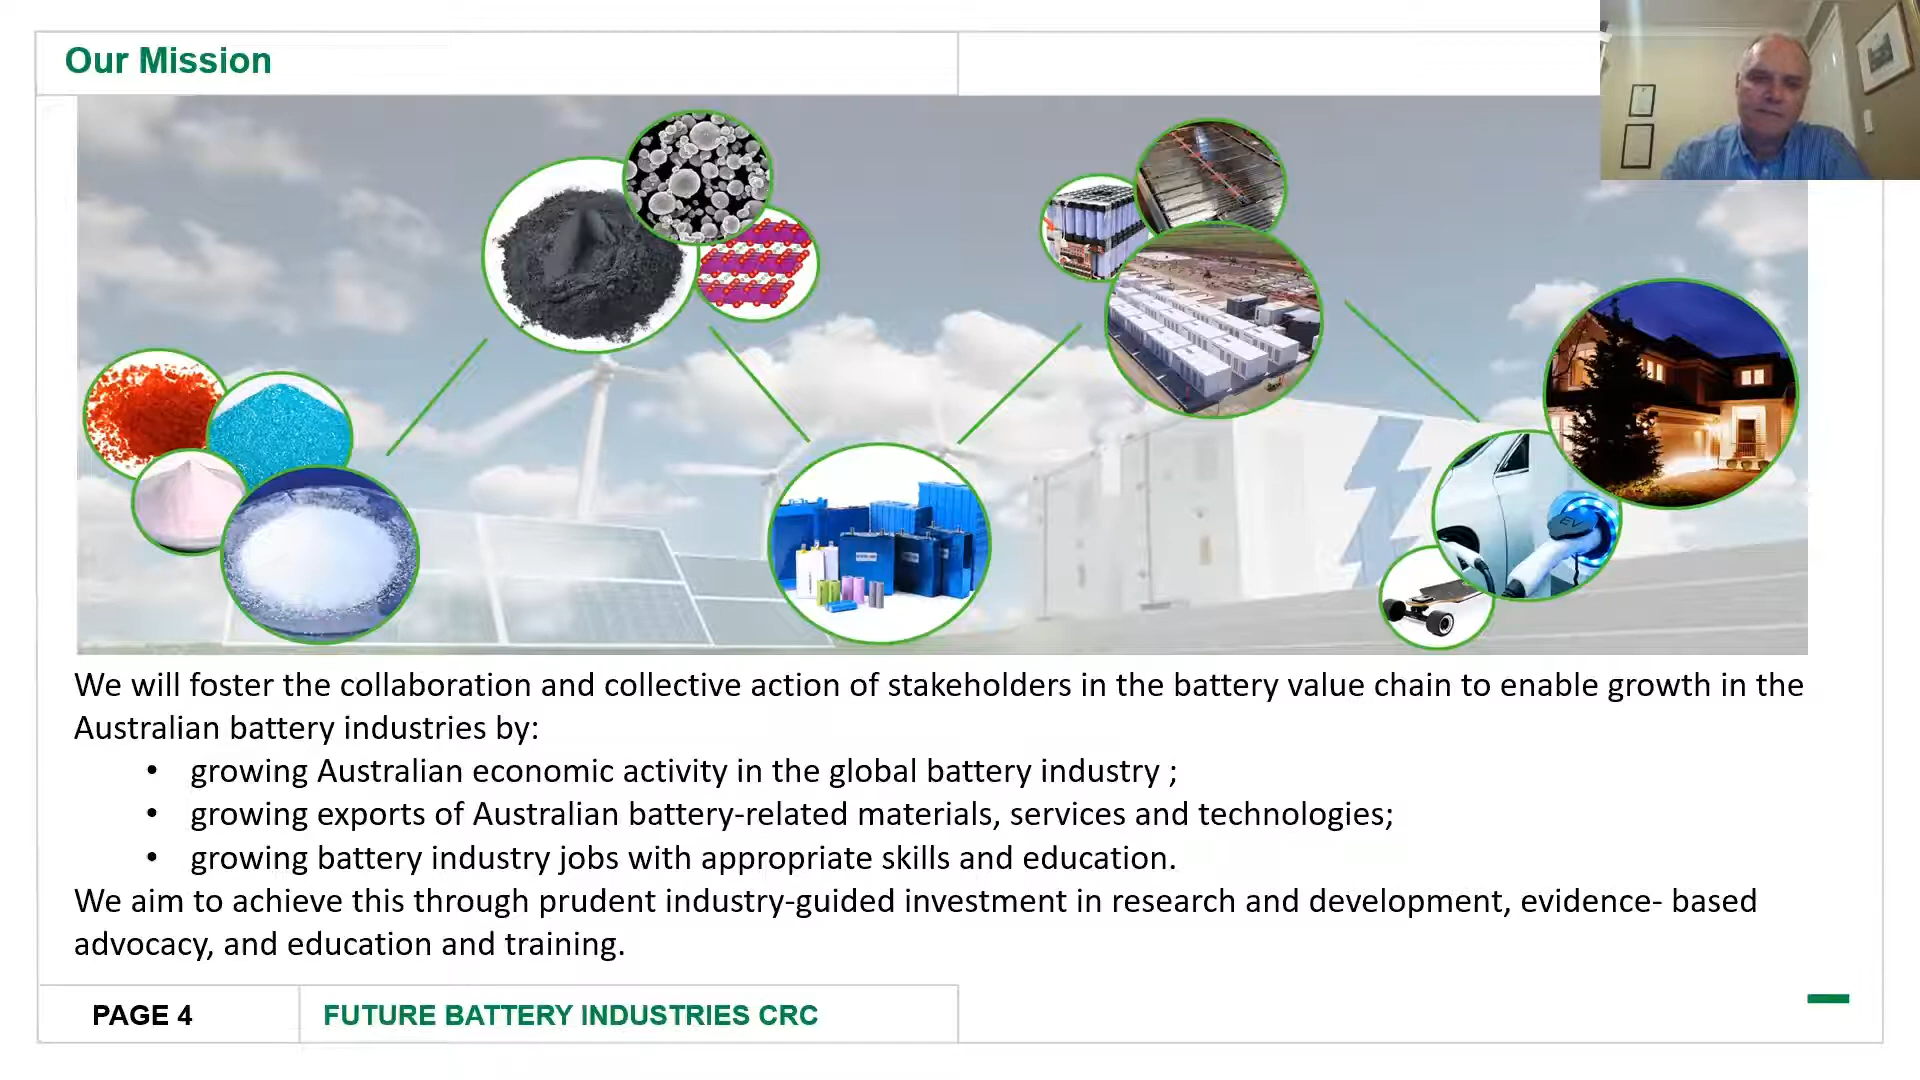 Our Mission
EV
We will foster the collaboration and collective action of stakeholders in the battery value chain to enable growth in the
Australian battery industries by:
• growing Australian economic activity in the global battery industry ;
• growing exports of Australian battery-related materials, services and technologies;
• growing battery industry jobs with appropriate skills and education.
We aim to achieve this through prudent industry-guided investment in research and development, evidence- based
advocacy, and education and training.
PAGE 4
FUTURE BATTERY INDUSTRIES CRC